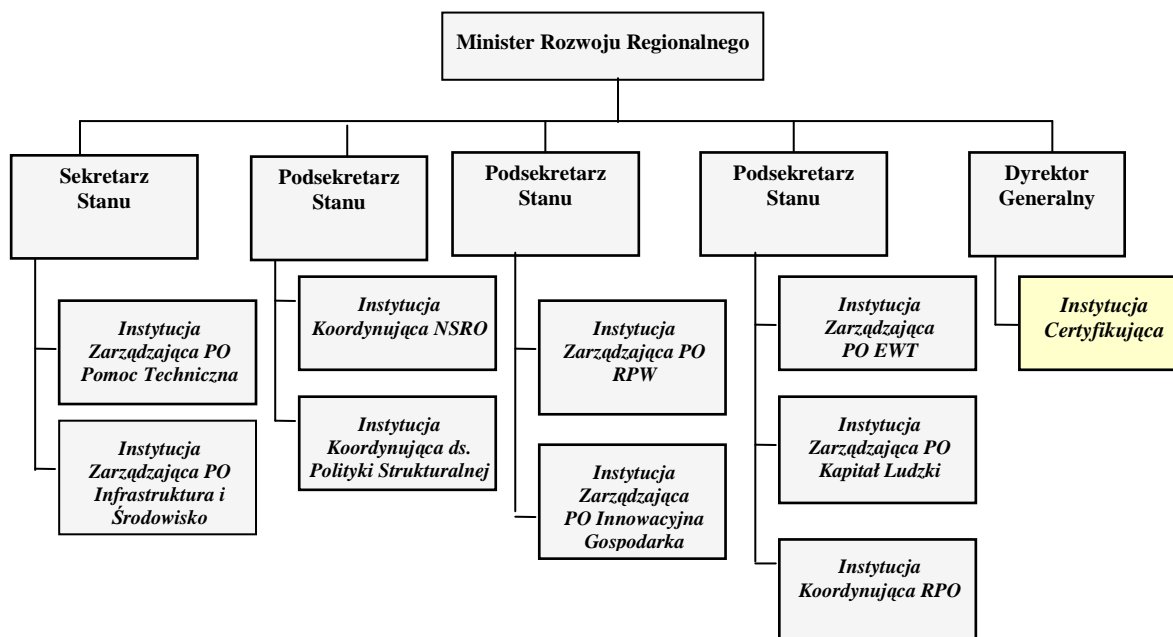 Minister Rozwoju Regionalnego
Sekretarz
Stanu
Podsekretarz
Stanu
Podsekretarz
Stanu
Podsekretarz
Stanu
Dyrektor
Generalny
Instytucja
Zarządzająca PO
Pomoc Techniczna
Instytucja
Zarządzająca PO
Infrastruktura i
Środowisko
Instytucja
Koordynująca NSRO
Instytucja
Koordynująca ds.
Polityki Strukturalnej
Instytucja
Zarządzająca PO
RPW
Instytucja
Zarządzająca
PO Innowacyjna
Gospodarka
Instytucja
Zarządzająca
PO EWT
Instytucja
Zarządzająca PO
Kapitał Ludzki
Instytucja
Koordynująca RPO
Instytucja
Certyfikująca